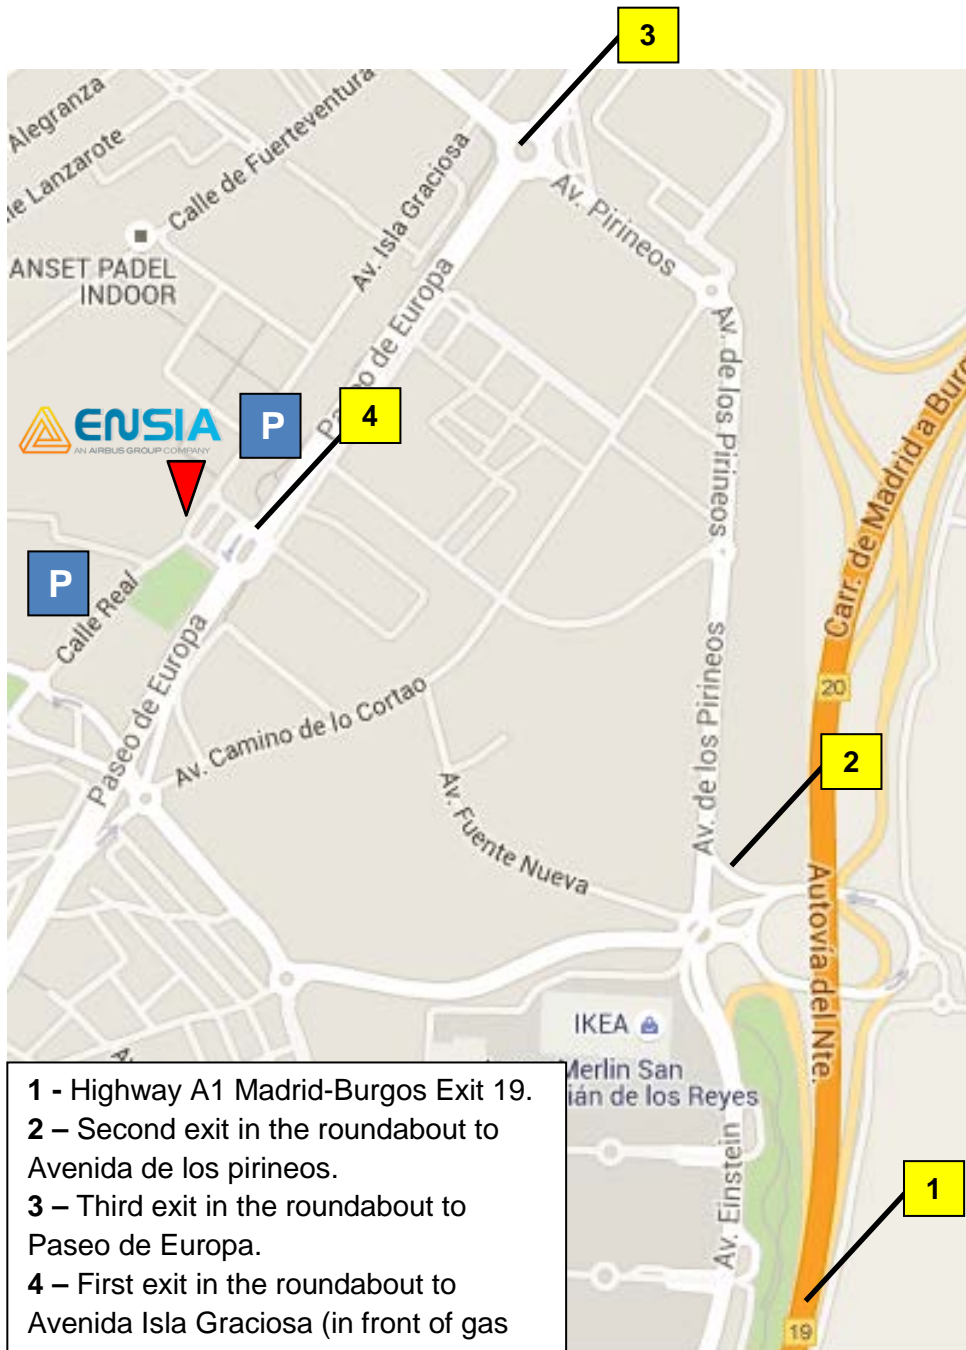 3
Alegranza
Lanzarote
Calle de Fuerteventura
Av. Isla Graciosa
Av. Pirineos
ANSET PADEL
INDOOR
Paseo de Europa
Av. de los Pirineos
Carr. de Madrid a Burg
ENSIA
AN AIRBUS GROUP COMPANY
P
4
P
Calle Real
Paseo de Europa
Av. Camino de lo Cortao
Av. de los Pirineos
20
2
Av. Fuente Nueva
Autovía del Nte.
IKEA
Merlin San
ián de los Reyes
Av. Einstein
1
19
1 - Highway A1 Madrid-Burgos Exit 19.
2 – Second exit in the roundabout to
Avenida de los pirineos.
3 – Third exit in the roundabout to
Paseo de Europa.
4 – First exit in the roundabout to
Avenida Isla Graciosa (in front of gas